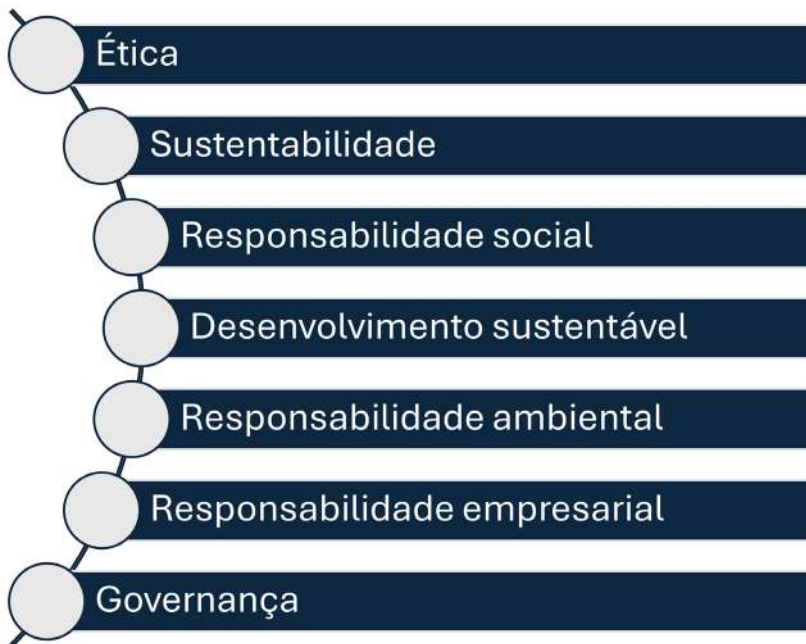 Ética
Sustentabilidade
Responsabilidade social
Desenvolvimento sustentável
Responsabilidade ambiental
Responsabilidade empresarial
Governança